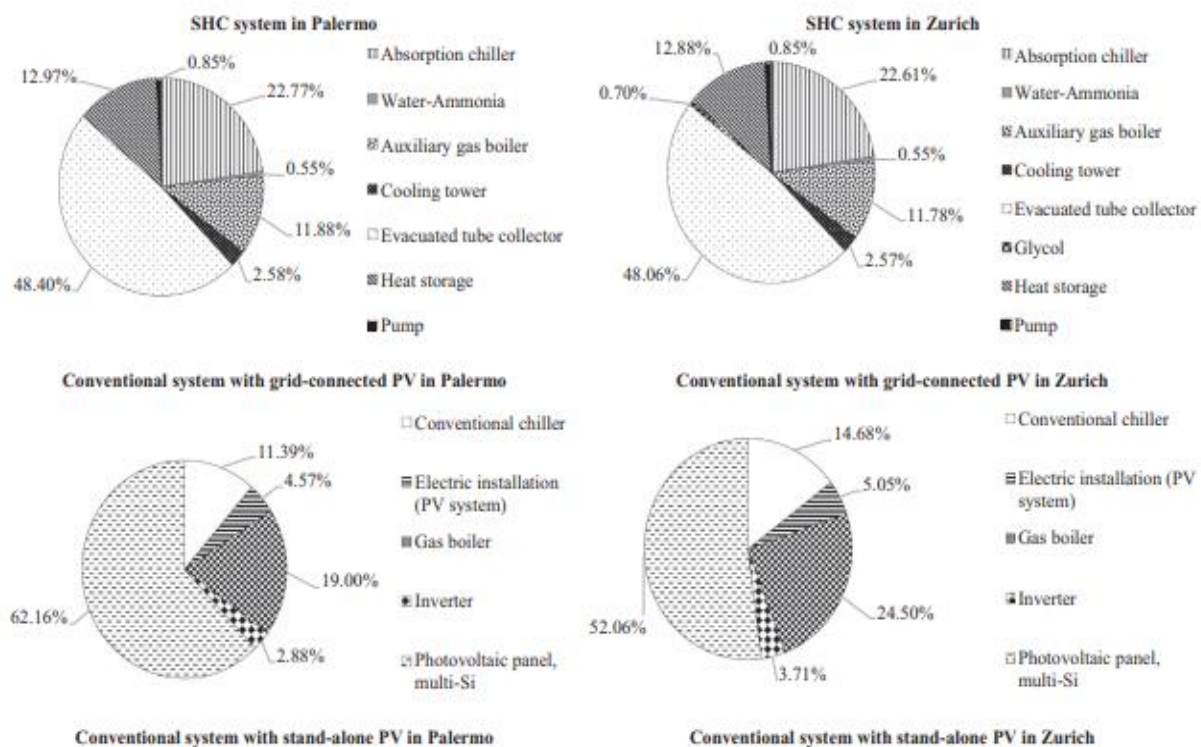 SHC system in Palermo
0.85%
12.97%
22.77%
0.55%
11.88%
2.58%
48.40%
Absorption chiller
Water-Ammonia
Auxiliary gas boiler
Cooling tower
Evacuated tube collector
Heat storage
Pump
SHC system in Zurich
0.85%
12.88%
22.61%
0.70%
0.55%
11.78%
2.57%
48.06%
Absorption chiller
Water-Ammonia
Auxiliary gas boiler
Cooling tower
Evacuated tube collector
Glycol
Heat storage
Pump
Conventional system with grid-connected PV in Palermo
11.39%
4.57%
19.00%
2.88%
62.16%
Conventional chiller
Electric installation
(PV system)
Gas boiler
Inverter
Photovoltaic panel,
multi-Si
Conventional system with grid-connected PV in Zurich
14.68%
5.05%
24.50%
3.71%
52.06%
Conventional chiller
Electric installation (PV
system)
Gas boiler
Inverter
Photovoltaic panel,
multi-Si
Conventional system with stand-alone PV in Palermo
Conventional system with stand-alone PV in Zurich